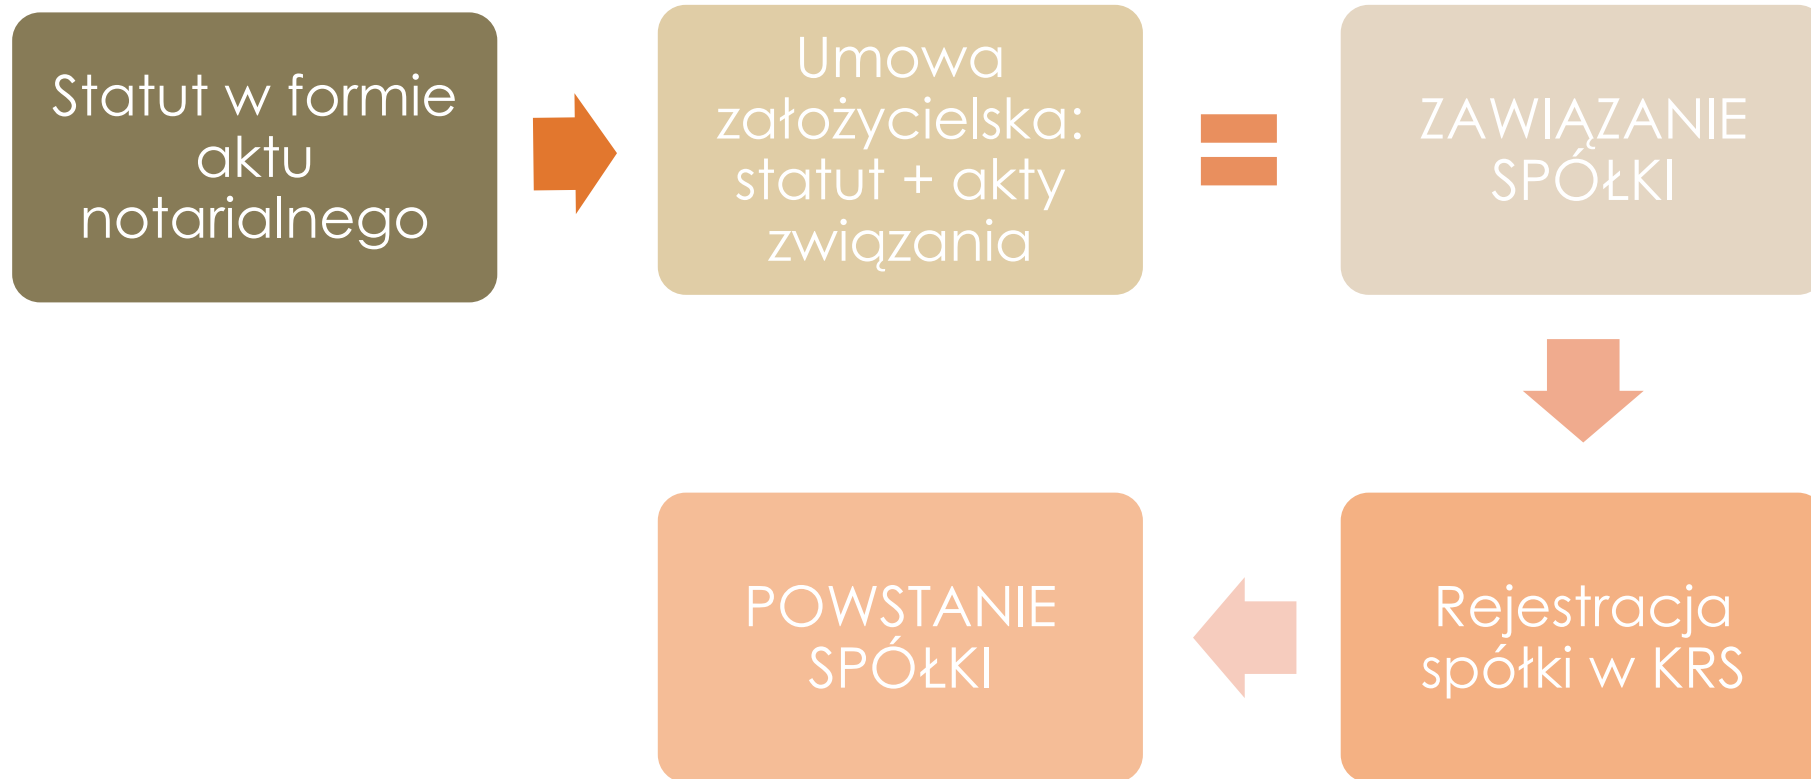 Statut w formie
aktu
notarialnego
Umowa
założycielska:
statut + akty
związania
ZAWIĄZANIE
SPÓŁKI
Rejestracja
spółki w KRS
POWSTANIE
SPÓŁKI